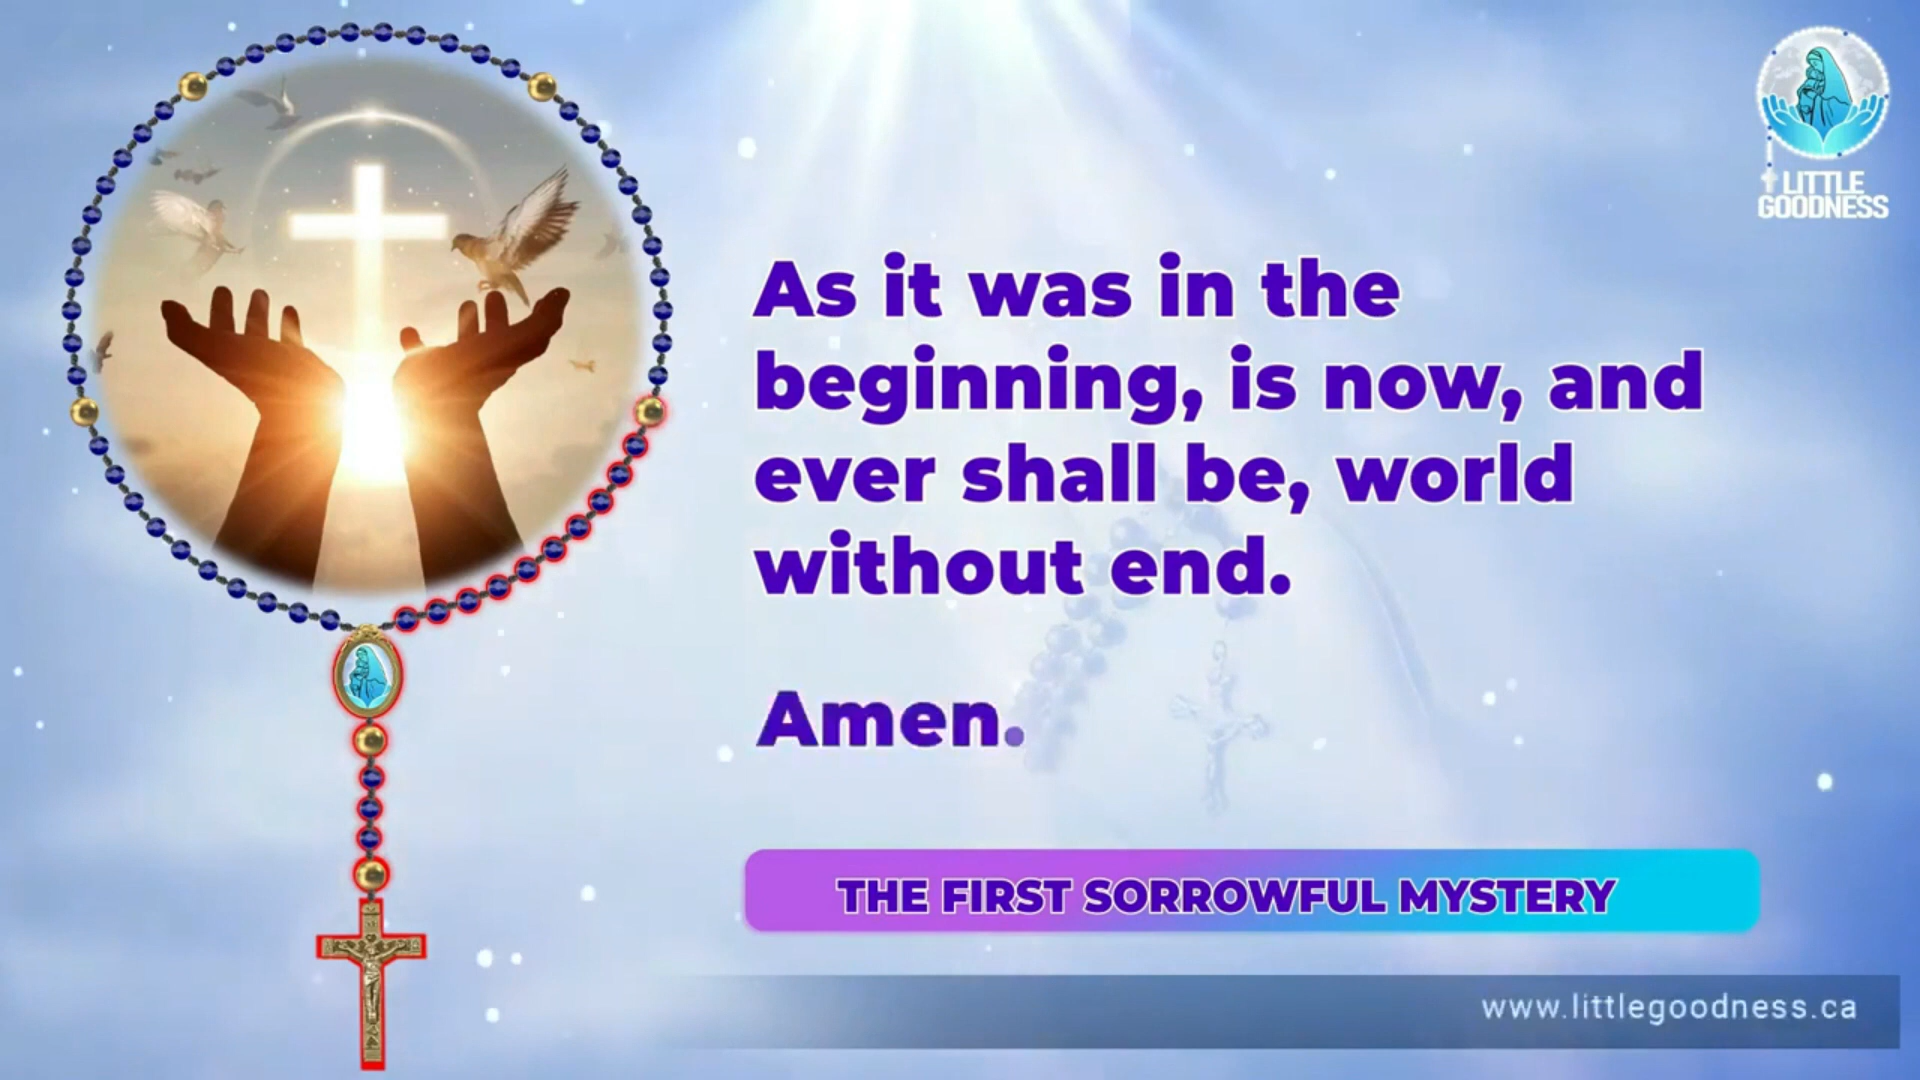 LITTLE
GOODNESS
As it was in the
beginning, is now, and
ever shall be, world
without end.
Amen.
THE FIRST SORROWFUL MYSTERY
www.littlegoodness.ca